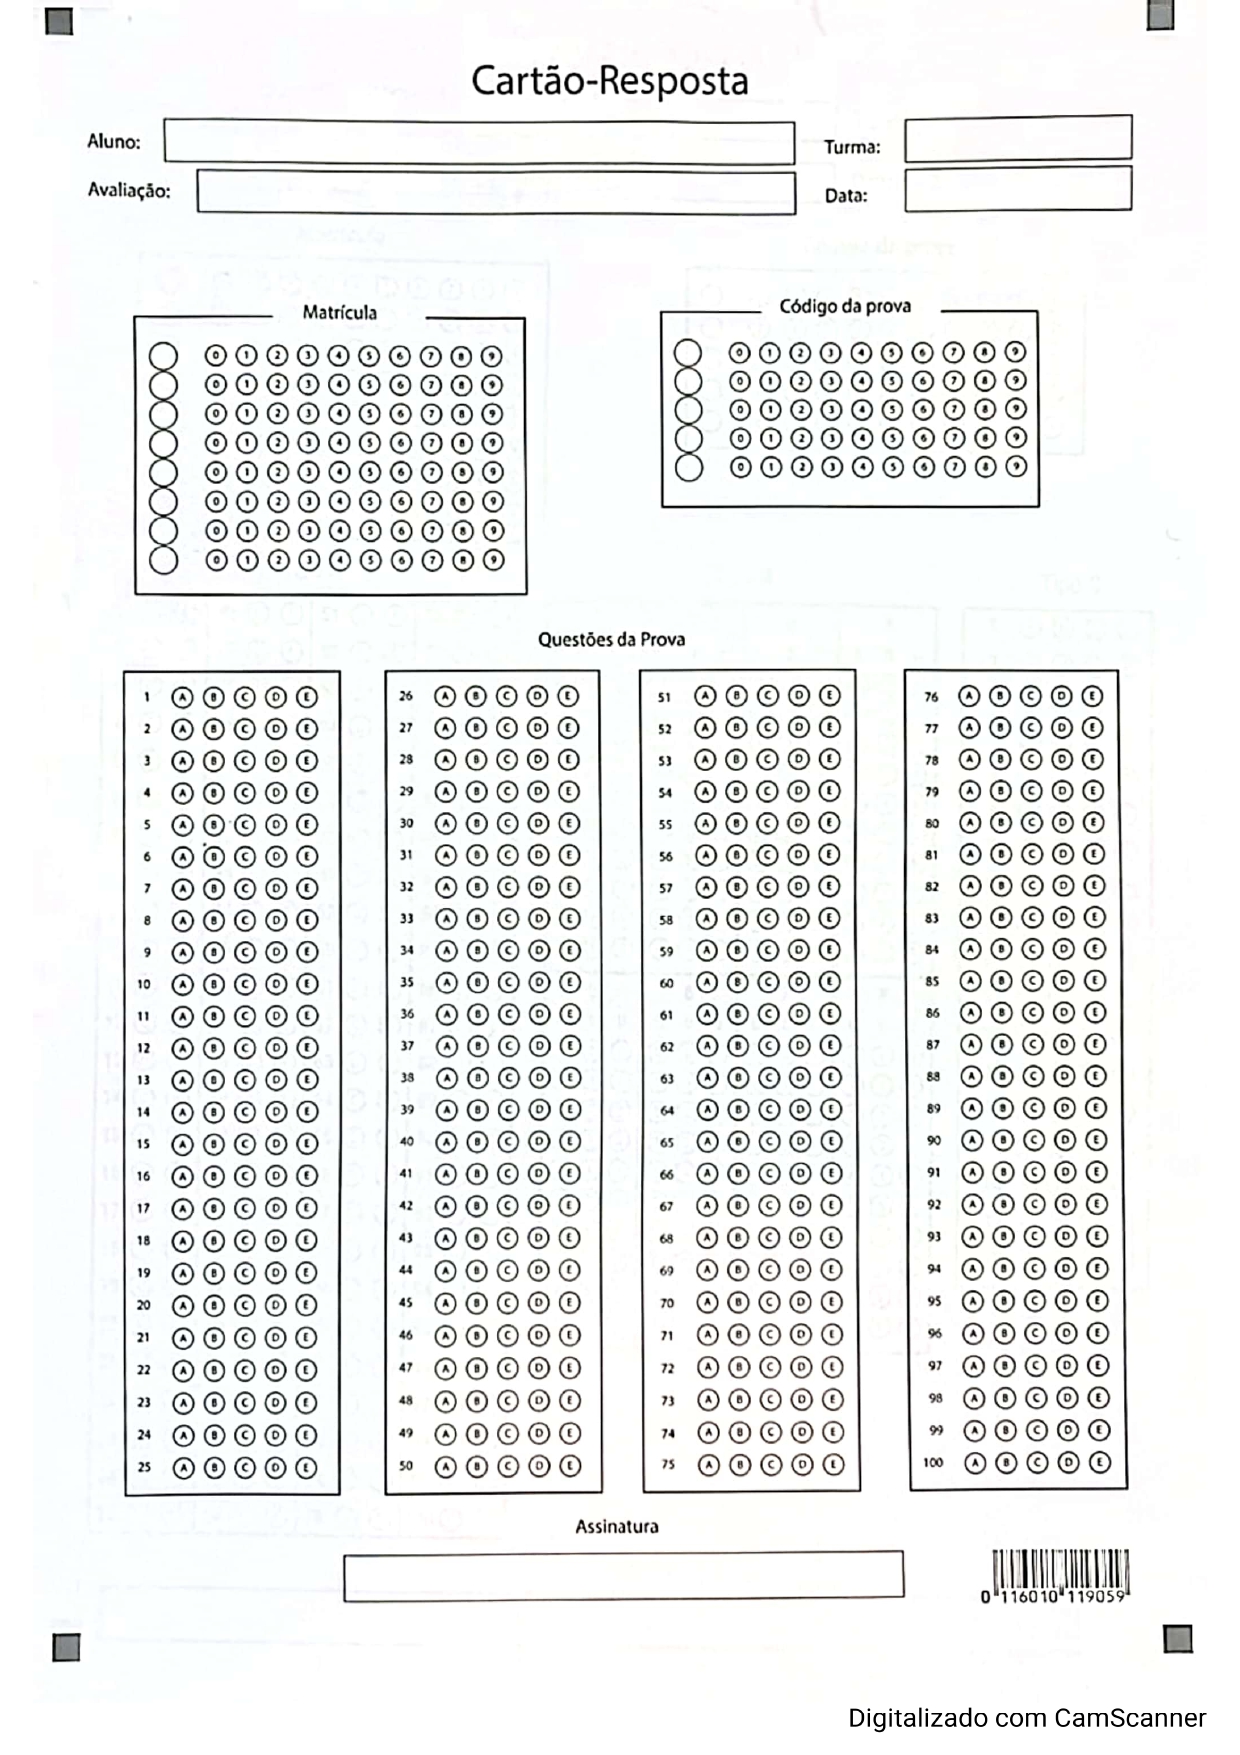 Cartão-Resposta
Aluno:
Turma:
Avaliação:
Data:
Matrícula
0 1 2 3 4 5 6 7 8 9
0 1 2 3 4 5 6 7 8 9
0 1 2 3 4 5 6 7 8 9
0 1 2 3 4 5 6 7 8 9
0 1 2 3 4 5 6 7 8 9
0 1 2 3 4 5 6 7 8 9
0 1 2 3 4 5 6 7 8 9
0 1 2 3 4 5 6 7 8 9
Código da prova
0 1 2 3 4 5 6 7 8 9
0 1 2 3 4 5 6 7 8 9
0 1 2 3 4 5 6 7 8 9
0 1 2 3 4 5 6 7 8 9
0 1 2 3 4 5 6 7 8 9
Questões da Prova
1 A B C D E
2 A B C D E
3 A B C D E
4 A B C D E
5 A B C D E
6 A B C D E
7 A B C D E
8 A B C D E
9 A B C D E
10 A B C D E
11 A B C D E
12 A B C D E
13 A B C D E
14 A B C D E
15 A B C D E
16 A B C D E
17 A B C D E
18 A B C D E
19 A B C D E
20 A B C D E
21 A B C D E
22 A B C D E
23 A B C D E
24 A B C D E
25 A B C D E
26 A B C D E
27 A B C D E
28 A B C D E
29 A B C D E
30 A B C D E
31 A B C D E
32 A B C D E
33 A B C D E
34 A B C D E
35 A B C D E
36 A B C D E
37 A B C D E
38 A B C D E
39 A B C D E
40 A B C D E
41 A B C D E
42 A B C D E
43 A B C D E
44 A B C D E
45 A B C D E
46 A B C D E
47 A B C D E
48 A B C D E
49 A B C D E
50 A B C D E
51 A B C D E
52 A B C D E
53 A B C D E
54 A B C D E
55 A B C D E
56 A B C D E
57 A B C D E
58 A B C D E
59 A B C D E
60 A B C D E
61 A B C D E
62 A B C D E
63 A B C D E
64 A B C D E
65 A B C D E
66 A B C D E
67 A B C D E
68 A B C D E
69 A B C D E
70 A B C D E
71 A B C D E
72 A B C D E
73 A B C D E
74 A B C D E
75 A B C D E
76 A B C D E
77 A B C D E
78 A B C D E
79 A B C D E
80 A B C D E
81 A B C D E
82 A B C D E
83 A B C D E
84 A B C D E
85 A B C D E
86 A B C D E
87 A B C D E
88 A B C D E
89 A B C D E
90 A B C D E
91 A B C D E
92 A B C D E
93 A B C D E
94 A B C D E
95 A B C D E
96 A B C D E
97 A B C D E
98 A B C D E
99 A B C D E
100 A B C D E
Assinatura
0 116010 119059
Digitalizado com CamScanner